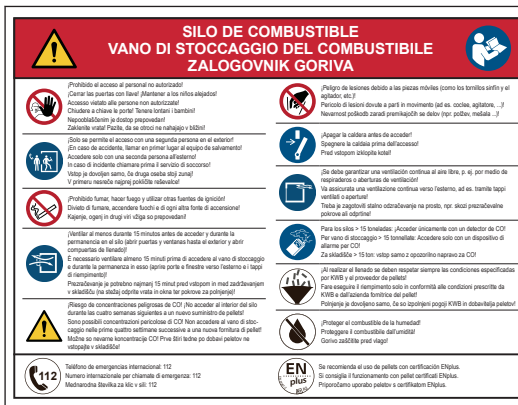 SILO DE COMBUSTIBLE
VANO DI STOCCAGGIO DEL COMBUSTIBILE
ZALOGOVNIK GORIVA
¡Prohibido el acceso al personal no autorizado!
¡Cerrar las puertas con llave! ¡Mantener a los niños alejados!
Accesso vietato alle persone non autorizzate!
Chiudere a chiave le porte! Tenere lontani i bambini!
Nepooblaščenim je dostop prepovedan!
Zaklenite vrata! Pazite, da se otroci ne nahajajo v bližini!
¡Solo se permite el acceso con una segunda persona en el exterior!
¡En caso de accidente, llamar en primer lugar al equipo de salvamento!
Accedere solo con una seconda persona all'esterno!
In caso di incidente chiamare prima il servizio di soccorso!
Vstop je dovoljen samo, če druga oseba stoji zunaj!
V primeru nesreče najprej pokličite reševalce!
¡Prohibido fumar, hacer fuego y utilizar otras fuentes de ignición!
Divieto di fumare, accendere fuochi e di ogni altra fonte di accensione!
Kajenje, ogenj in drugi viri vžiga so prepovedani!
¡Ventilar al menos durante 15 minutos antes de acceder y durante la
permanencia en el silo (abrir puertas y ventanas hasta el exterior y abrir
compuertas de llenado)!
È necessario ventilare almeno 15 minuti prima di accedere al vano di stoccaggio
e durante la permanenza in esso (aprire porte e finestre verso l'esterno e i tappi
di riempimento)!
Prezračevanje je potrebno najmanj 15 minut pred vstopom in med zadrževanjem
v skladišču (ne stežaj odprite vrata in okna ter pokrove za polnjenje)!
¡Riesgo de concentraciones peligrosas de CO! ¡No acceder al interior del silo
durante las cuatro semanas siguientes a un nuevo suministro de pellets!
Sono possibili concentrazioni pericolose di CO! Non accedere al vano di stoc-
caggio nelle prime quattro settimane successive a una nuova fornitura di pellet!
Možne so nevarne koncentracije CO! Prve štiri tedne po dobavi peletov ne
vstopajte v skladišče!
¡Peligro de lesiones debido a las piezas móviles (como los tornillos sinfín y el
agitador, etc.)!
Pericolo di lesioni dovute a parti in movimento (ad es. coclee, agitatore, ...)!
Nevarnost poškodb zaradi premikajočih se delov (npr. polžev, mešala ...)!
¡Apagar la caldera antes de acceder!
Spegnere la caldaia prima dell'accesso!
Pred vstopom izklopite kotel!
¡Se debe garantizar una ventilación continua al aire libre, p. ej. por medio de
respiraderos o aberturas de ventilación!
Va assicurata una ventilazione continua verso l'esterno, ad es. tramite tappi
ventilati o aperture!
Treba je zagotoviti stalno odzračevanje na prosto, npr. skozi prezračevalne
pokrove ali odprtine!
Para los silos > 15 toneladas: ¡Acceder únicamente con un detector de CO!
Per vano di stoccaggio > 15 tonnellate: Accedere solo con un dispositivo di
allarme per CO!
Za skladišče > 15 ton: vstop samo z opozorilno napravo za CO!
¡Al realizar el llenado se deben respetar siempre las condiciones especificadas
por KWB y el proveedor de pellets!
Fare eseguire il riempimento solo in conformità alle condizioni prescritte da
KWB e dall'azienda fornitrice del pellet!
Polnjenje je dovoljeno samo, če so izpolnjeni pogoji KWB in dobavitelja peletov!
¡Proteger el combustible de la humedad!
Proteggere il combustibile dall'umidità!
Gorivo zaščitite pred vlago!
112
Teléfono de emergencias internacional: 112
Numero internazionale per chiamate di emergenza: 112
Mednarodna številka za klic v sili: 112
EN
plus
Se recomienda el uso de pellets con certificación ENplus.
Si consiglia il funzionamento con pellet certificati ENplus.
Priporočamo uporabo peletov s certifikatom ENplus.